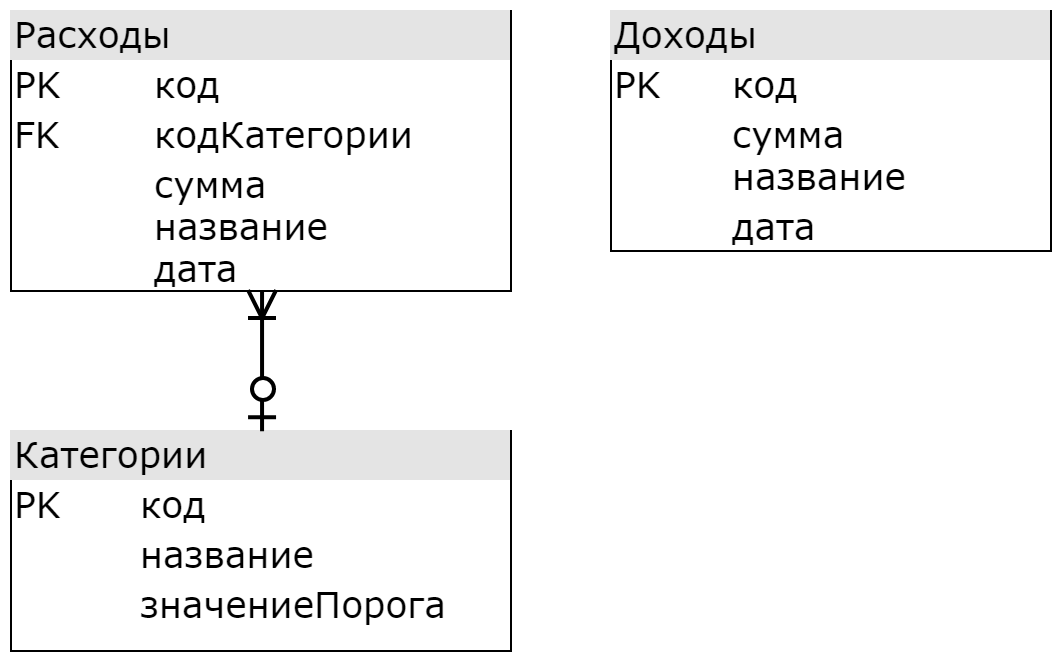 Расходы
PK код
FK кодКатегории
сумма
название
дата
Доходы
PK код
сумма
название
дата
Категории
PK код
название
значениеПорога